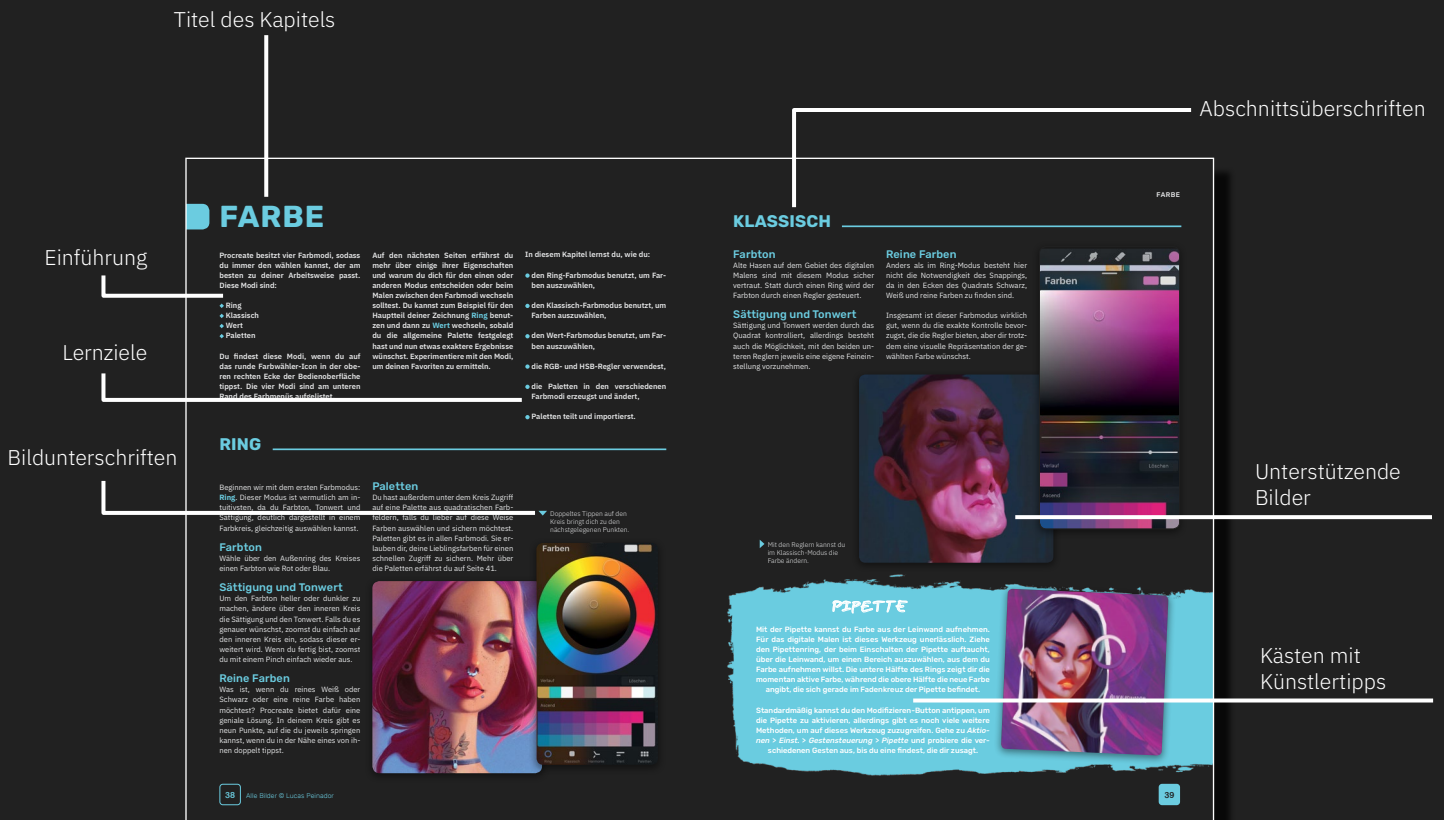 Titel des Kapitels
Abschnittsüberschriften
Einführung
Lernziele
Bildunterschriften
Unterstützende
Bilder
Kästen mit
Künstlertipps
FARBE
Procreate besitzt vier Farbmodi, sodass
du immer den wählen kannst, der am
besten zu deiner Arbeitsweise passt.
Diese Modi sind:
Ring
Klassisch
Wert
Paletten
Du findest diese Modi, wenn du auf
das runde Farbwähler-Icon in der obe-
ren rechten Ecke der Bedienoberfläche
tippst. Die vier Modi sind am unteren
Rand des Farbmenüs aufgelistet.
Auf den nächsten Seiten erfährst du
mehr über einige ihrer Eigenschaften
und warum du dich für den einen oder
anderen Modus entscheiden oder beim
Malen zwischen den Farbmodi wechseln
solltest. Du kannst zum Beispiel für den
Hauptteil deiner Zeichnung Ring benut-
zen und dann zu Wert wechseln, sobald
du die allgemeine Palette festgelegt
hast und nun etwas exaktere Ergebnisse
wünschst. Experimentiere mit den Modi,
um deinen Favoriten zu ermitteln.
In diesem Kapitel lernst du, wie du:
den Ring-Farbmodus benutzt, um Far-
ben auszuwählen,
den Klassisch-Farbmodus benutzt, um
Farben auszuwählen,
den Wert-Farbmodus benutzt, um Far-
ben auszuwählen,
die RGB- und HSB-Regler verwendest,
die Paletten in den verschiedenen
Farbmodi erzeugst und ändert,
Paletten teilt und importierst.
RING
Beginnen wir mit dem ersten Farbmodus:
Ring. Dieser Modus ist vermutlich am in-
tuitivsten, da du Farbton, Tonwert und
Sättigung, deutlich dargestellt in einem
Farbkreis, gleichzeitig auswählen kannst.
Farbton
Wähle über den Außenring des Kreises
einen Farbton wie Rot oder Blau.
Sättigung und Tonwert
Um den Farbton heller oder dunkler zu
machen, ändere über den inneren Kreis
die Sättigung und den Tonwert. Falls du es
genauer wünschst, zoomst du einfach auf
den inneren Kreis ein, sodass dieser er-
weitert wird. Wenn du fertig bist, zoomst
du mit einem Pinch einfach wieder aus.
Reine Farben
Was ist, wenn du reines Weiß oder
Schwarz oder eine reine Farbe haben
möchtest? Procreate bietet dafür eine
geniale Lösung. In deinem Kreis gibt es
neun Punkte, auf die du jeweils springen
kannst, wenn du in der Nähe eines von ih-
nen doppelt tippst.
Paletten
Du hast außerdem unter dem Kreis Zugriff
auf eine Palette aus quadratischen Farb-
feldern, falls du lieber auf diese Weise
Farben auswählen und sichern möchtest.
Paletten gibt es in allen Farbmodi. Sie er-
lauben dir, deine Lieblingsfarben für einen
schnellen Zugriff zu sichern. Mehr über
die Paletten erfährst du auf Seite 41.
Doppeltes Tippen auf den
Kreis bringt dich zu den
nächstgelegenen Punkten.
Farben
Verlauf
Löschen
Ascend
38
Alle Bilder © Lucas Peinador
FARBE
KLASSISCH
Farbton
Alte Hasen auf dem Gebiet des digitalen
Malens sind mit diesem Modus sicher
vertraut. Statt durch einen Ring wird der
Farbton durch einen Regler gesteuert.
Sättigung und Tonwert
Sättigung und Tonwert werden durch das
Quadrat kontrolliert, allerdings besteht
auch die Möglichkeit, mit den beiden un-
teren Reglern jeweils eine eigene Feinein-
stellung vorzunehmen.
Reine Farben
Anders als im Ring-Modus besteht hier
nicht die Notwendigkeit des Snappings,
da in den Ecken des Quadrats Schwarz,
Weiß und reine Farben zu finden sind.
Insgesamt ist dieser Farbmodus wirklich
gut, wenn du die exakte Kontrolle bevor-
zugst, die die Regler bieten, aber dir trotz-
dem eine visuelle Repräsentation der ge-
wählten Farbe wünschst.
Farben
Verlauf
Löschen
Ascend
Mit den Reglern kannst du
im Klassisch-Modus die
Farbe ändern.
PIPETTE
Mit der Pipette kannst du Farbe aus der Leinwand aufnehmen.
Für das digitale Malen ist dieses Werkzeug unerlässlich. Ziehe
den Pipettenring, der beim Einschalten der Pipette auftaucht,
über die Leinwand, um einen Bereich auszuwählen, aus dem du
Farbe aufnehmen willst. Die untere Hälfte des Rings zeigt dir die
momentan aktive Farbe, während die obere Hälfte die neue Farbe
angibt, die sich gerade im Fadenkreuz der Pipette befindet.
Standardmäßig kannst du den Modifizieren-Button antippen, um
die Pipette zu aktivieren, allerdings gibt es noch viele weitere
Methoden, um auf dieses Werkzeug zuzugreifen. Gehe zu Aktio-
nen > Einst. > Gestensteuerung > Pipette und probiere die ver-
schiedenen Gesten aus, bis du eine findest, die dir zusagt.
39